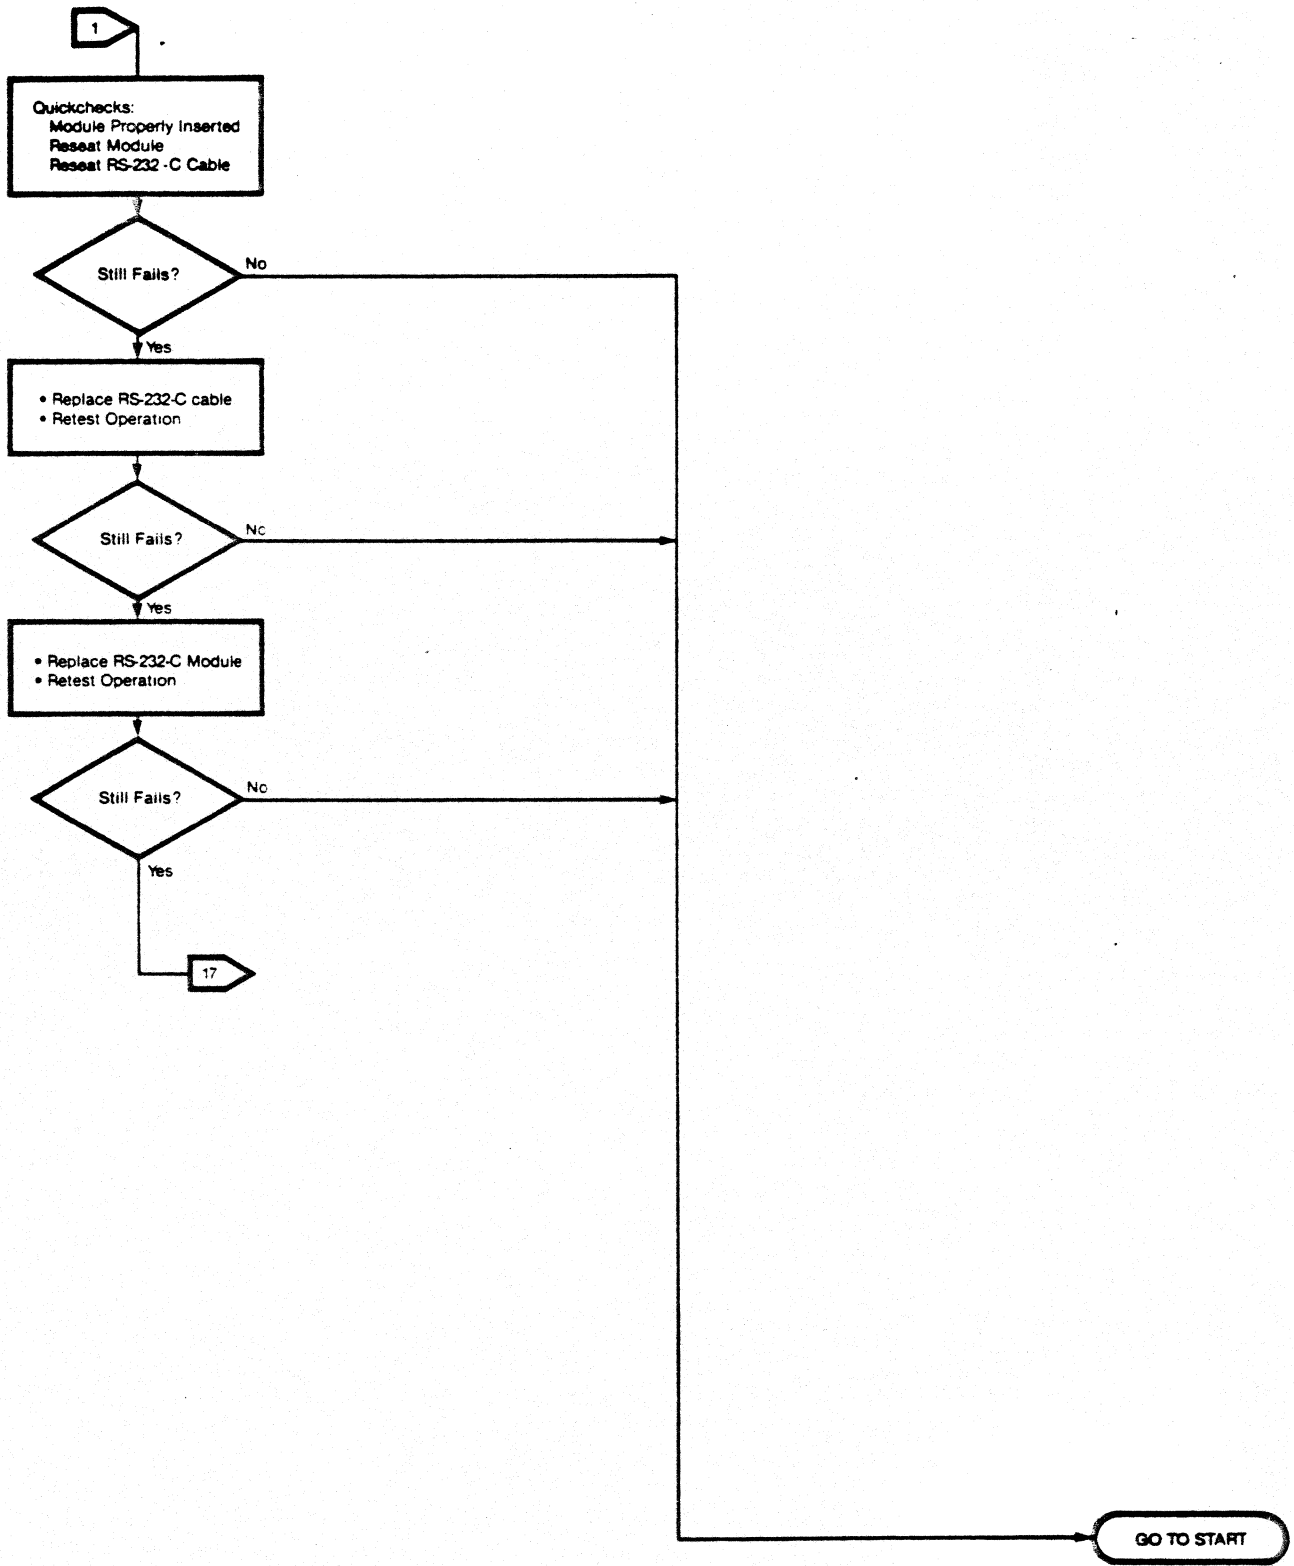 1
Quickchecks:
Module Properly Inserted
Reseat Module
Reseat RS-232 -C Cable
Still Fails?
No
Yes
• Replace RS-232-C cable
• Retest Operation
Still Fails?
No
Yes
• Replace RS-232-C Module
• Retest Operation
Still Fails?
No
Yes
17
GO TO START